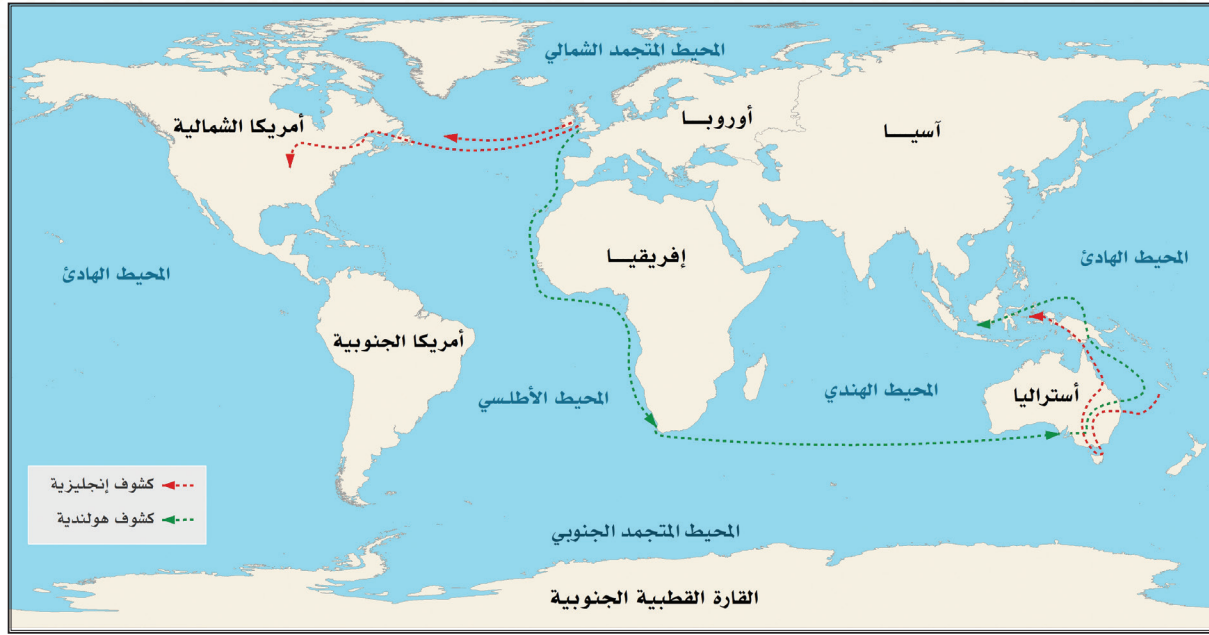 المحيط المتجمد الشمالي
أمريكا الشمالية
أوروبـــا
آسيـــا
المحيط الهادئ
إفريقيـــا
المحيط الهادئ
أمريكا الجنوبية
المحيط الأطلسي
المحيط الهندي
أستراليا
كشوف إنجليزية
كشوف هولندية
المحيط المتجمد الجنوبي
القارة القطبية الجنوبية